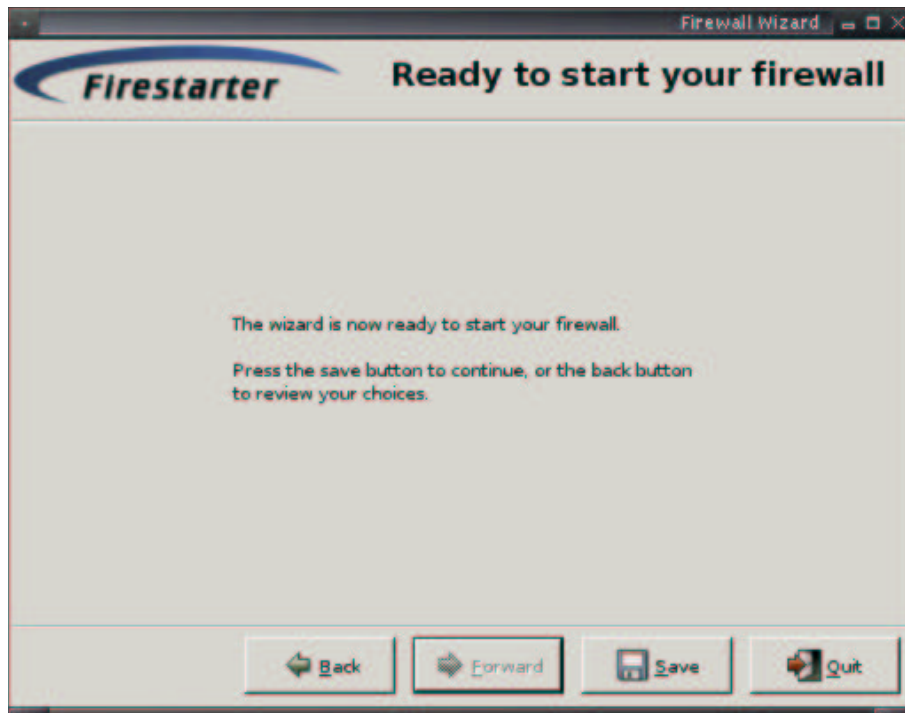 Firewall Wizard
Firestarter
Ready to start your firewall
The wizard is now ready to start your firewall.
Press the save button to continue, or the back button
to review your choices.
Back
Forward
Save
Quit